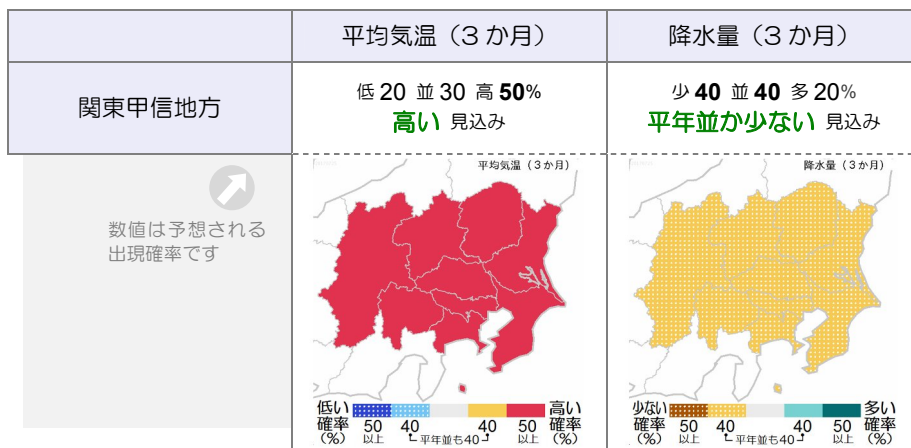 平均気温（3か月）
降水量（3か月）
関東甲信地方
低 20 並 30 高 50%
高い 見込み
少 40 並 40 多 20%
平年並か少ない 見込み
数値は予想される
出現確率です
平均気温（3か月）
低い
確率
（%）
50
以上
40
平年並も40
40
50
以上
高い
確率
（%）
降水量（3か月）
少ない
確率
（%）
50
以上
40
平年並も40
40
50
以上
多い
確率
（%）